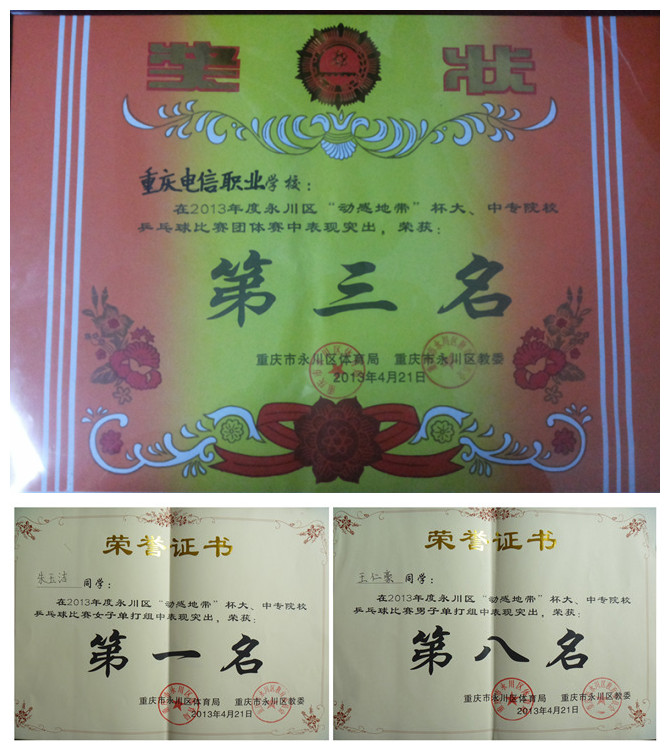 奖 状
重庆电信职业学校：
在2013年度永川区“动感地带”杯大、中专院校
乒乓球比赛团体赛中表现突出，荣获：
第 三 名
重庆市永川区体育局 重庆市永川区教委
2013年4月21日
荣誉证书
朱玉洁 同学：
在2013年度永川区“动感地带”杯大、中专院校
乒乓球比赛女子单打组中表现突出，荣获：
第 一 名
重庆市永川区体育局 重庆市永川区教委
2013年4月21日
荣誉证书
王仁豪 同学：
在2013年度永川区“动感地带”杯大、中专院校
乒乓球比赛男子单打组中表现突出，荣获：
第 八 名
重庆市永川区体育局 重庆市永川区教委
2013年4月21日